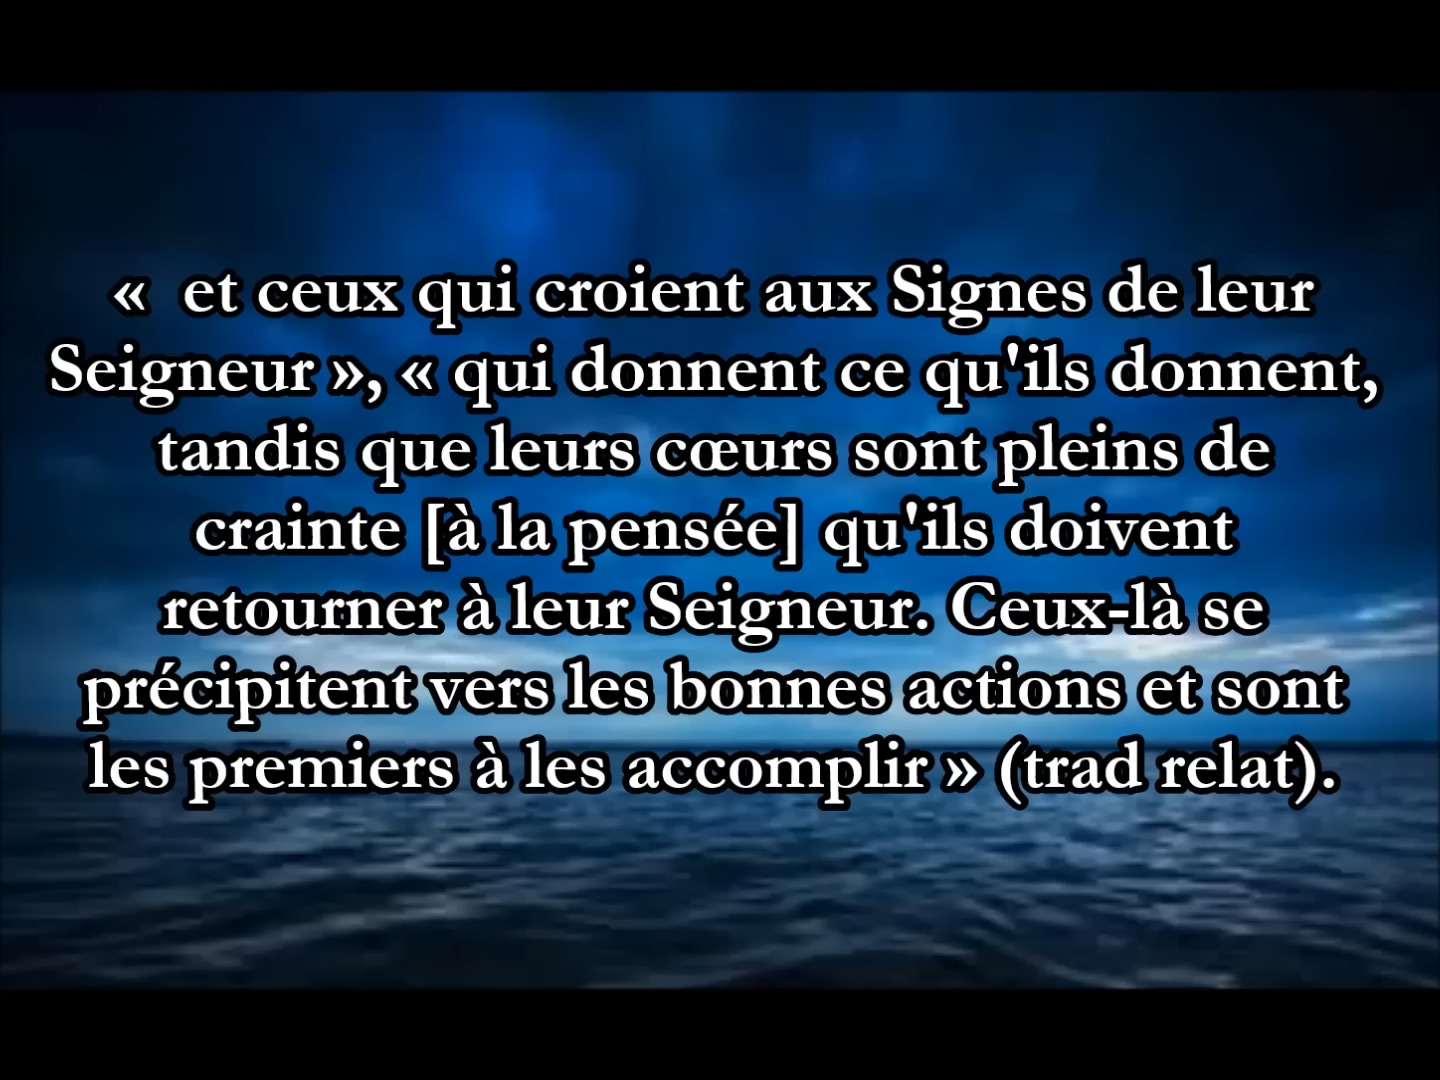 «  et ceux qui croient aux Signes de leur
Seigneur », « qui donnent ce qu'ils donnent,
tandis que leurs cœurs sont pleins de
crainte [à la pensée] qu'ils doivent
retourner à leur Seigneur. Ceux-là se
précipitent vers les bonnes actions et sont
les premiers à les accomplir » (trad relat).